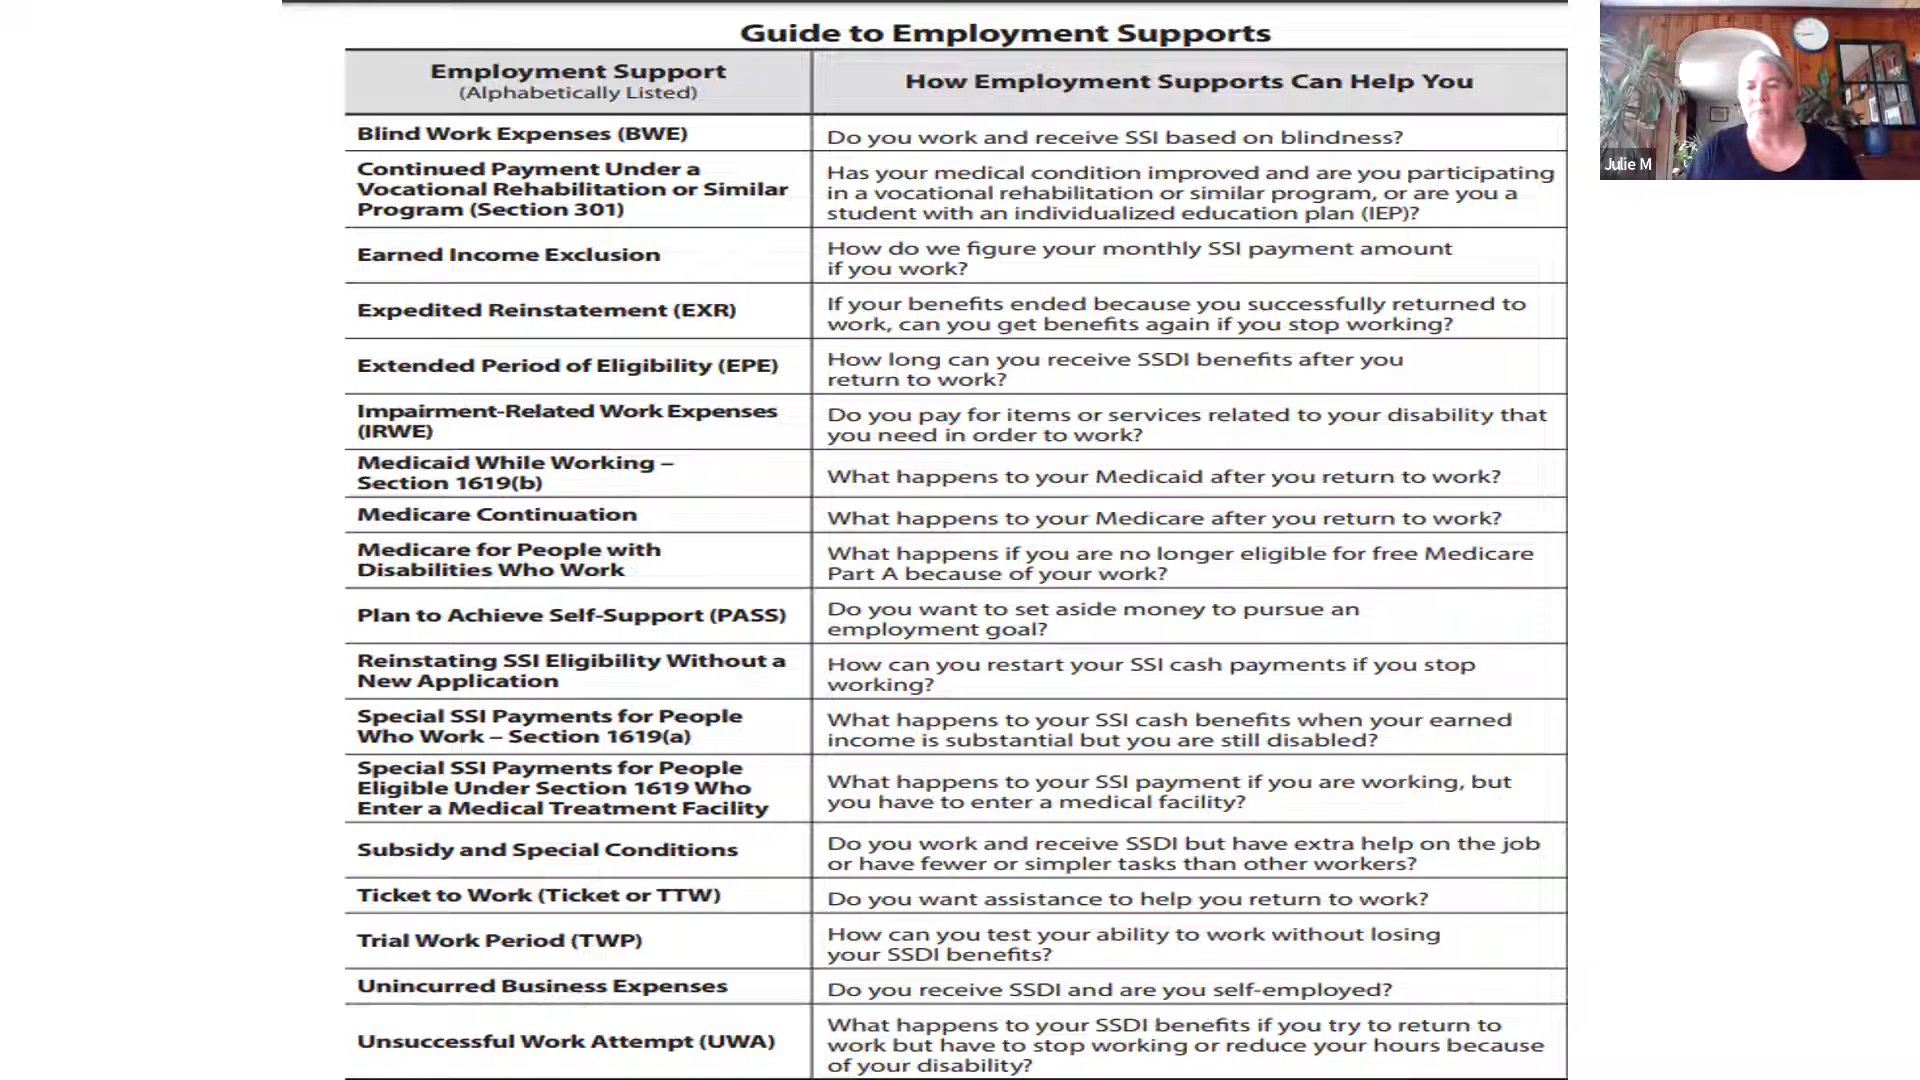 Guide to Employment Supports
Employment Support
(Alphabetically Listed)
How Employment Supports Can Help You
Blind Work Expenses (BWE)
Do you work and receive SSI based on blindness?
Continued Payment Under a
Vocational Rehabilitation or Similar
Program (Section 301)
Has your medical condition improved and are you participating
in a vocational rehabilitation or similar program, or are you a
student with an individualized education plan (IEP)?
Earned Income Exclusion
How do we figure your monthly SSI payment amount
if you work?
Expedited Reinstatement (EXR)
If your benefits ended because you successfully returned to
work, can you get benefits again if you stop working?
Extended Period of Eligibility (EPE)
How long can you receive SSDI benefits after you
return to work?
Impairment-Related Work Expenses
(IRWE)
Do you pay for items or services related to your disability that
you need in order to work?
Medicaid While Working –
Section 1619(b)
What happens to your Medicaid after you return to work?
Medicare Continuation
What happens to your Medicare after you return to work?
Medicare for People with
Disabilities Who Work
What happens if you are no longer eligible for free Medicare
Part A because of your work?
Plan to Achieve Self-Support (PASS)
Do you want to set aside money to pursue an
employment goal?
Reinstating SSI Eligibility Without a
New Application
How can you restart your SSI cash payments if you stop
working?
Special SSI Payments for People
Who Work – Section 1619(a)
What happens to your SSI cash benefits when your earned
income is substantial but you are still disabled?
Special SSI Payments for People
Eligible Under Section 1619 Who
Enter a Medical Treatment Facility
What happens to your SSI payment if you are working, but
you have to enter a medical facility?
Subsidy and Special Conditions
Do you work and receive SSDI but have extra help on the job
or have fewer or simpler tasks than other workers?
Ticket to Work (Ticket or TTW)
Do you want assistance to help you return to work?
Trial Work Period (TWP)
How can you test your ability to work without losing
your SSDI benefits?
Unincurred Business Expenses
Do you receive SSDI and are you self-employed?
Unsuccessful Work Attempt (UWA)
What happens to your SSDI benefits if you try to return to
work but have to stop working or reduce your hours because
of your disability?
Julie M